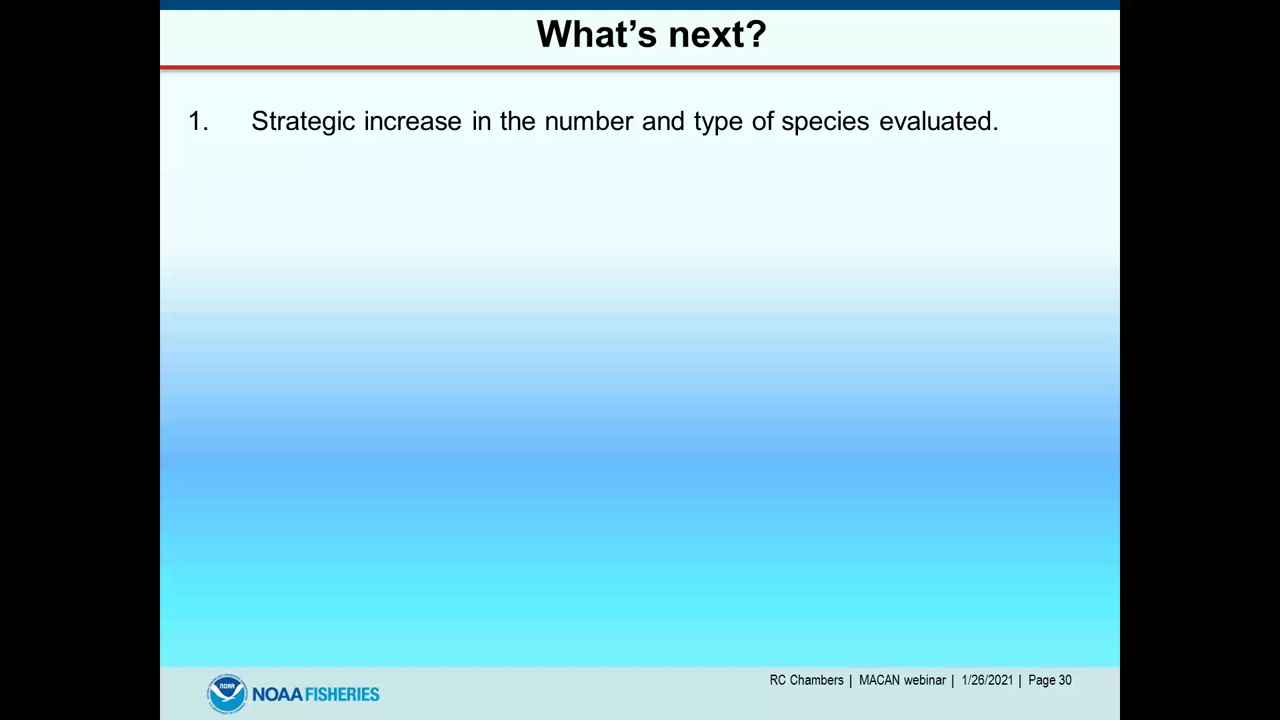 What's next?
1. Strategic increase in the number and type of species evaluated.
NOAA
NOAA FISHERIES
RC Chambers | MACAN webinar | 1/26/2021 | Page 30